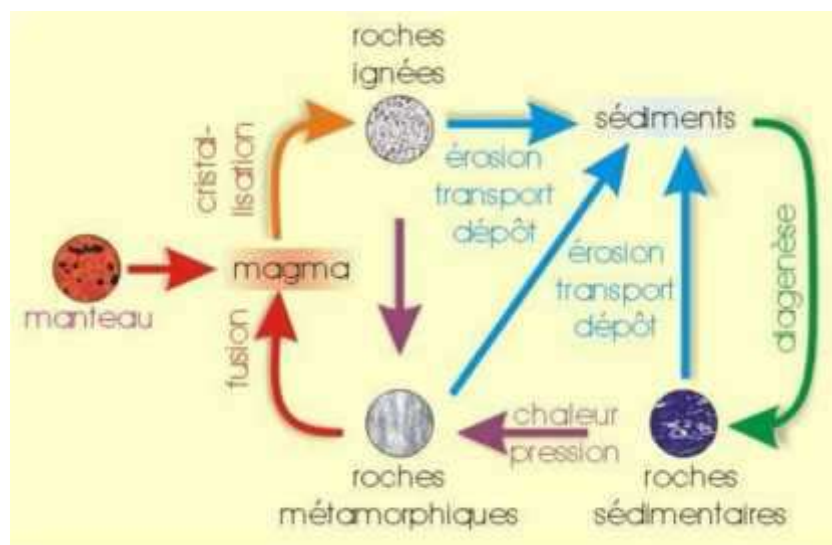 roches
ignées
sédiments
cristal-
lisation
érosion
transport
dépôt
érosion
transport
dépôt
diagenèse
magma
manteau
fusion
chaleur
pression
roches
métamorphiques
roches
sédimentaires